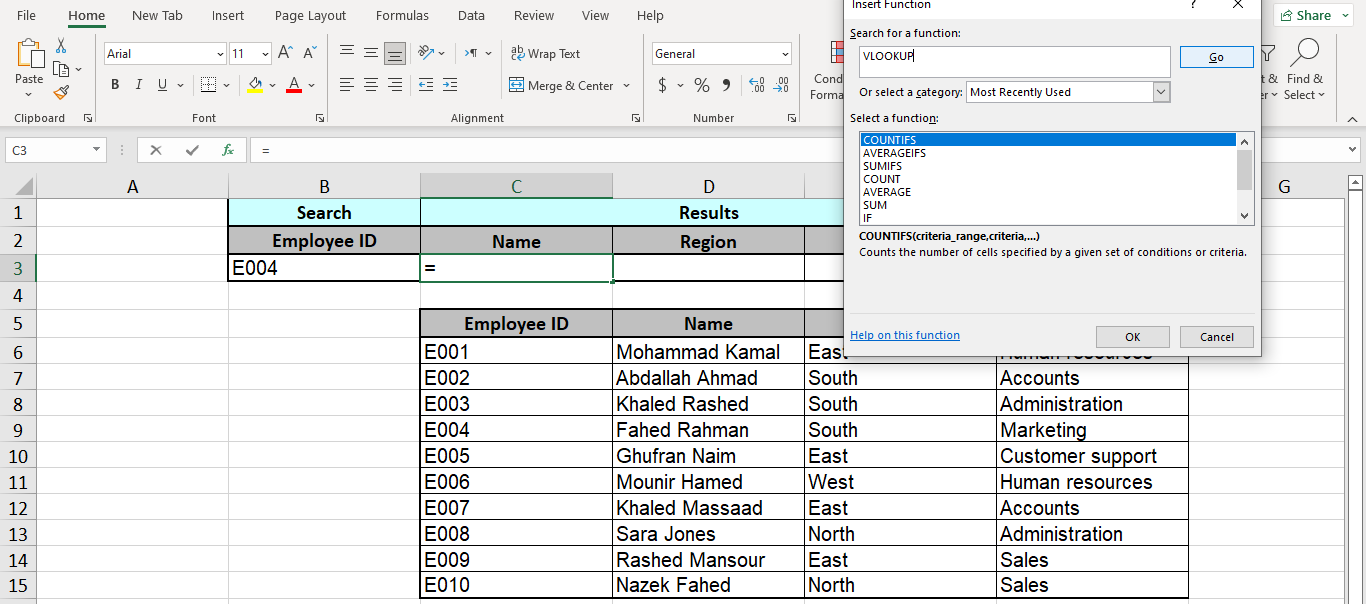 File Home New Tab Insert Page Layout Formulas Data Review View Help
Share
Insert Function ?
Search for a function:
VLOOKUP
Go
Or select a category: Most Recently Used
Select a function:
COUNTIFS
AVERAGEIFS
SUMIFS
COUNT
AVERAGE
SUM
IF
COUNTIFS(criteria_range,criteria,...)
Counts the number of cells specified by a given set of conditions or criteria.
Help on this function
OK Cancel
Paste
Arial 11
B I U
A A
A
ab Wrap Text
Merge & Center
General
$ % 9
.00
Cond
Forma
Find &
Select
Clipboard Font Alignment Number
C3 fx =
A B C D G
1 Search Results
2 Employee ID Name Region
3 E004 =
4
5 Employee ID Name
6 E001 Mohammad Kamal East Human resources
7 E002 Abdallah Ahmad South Accounts
8 E003 Khaled Rashed South Administration
9 E004 Fahed Rahman South Marketing
10 E005 Ghufran Naim East Customer support
11 E006 Mounir Hamed West Human resources
12 E007 Khaled Massaad East Accounts
13 E008 Sara Jones North Administration
14 E009 Rashed Mansour East Sales
15 E010 Nazek Fahed North Sales